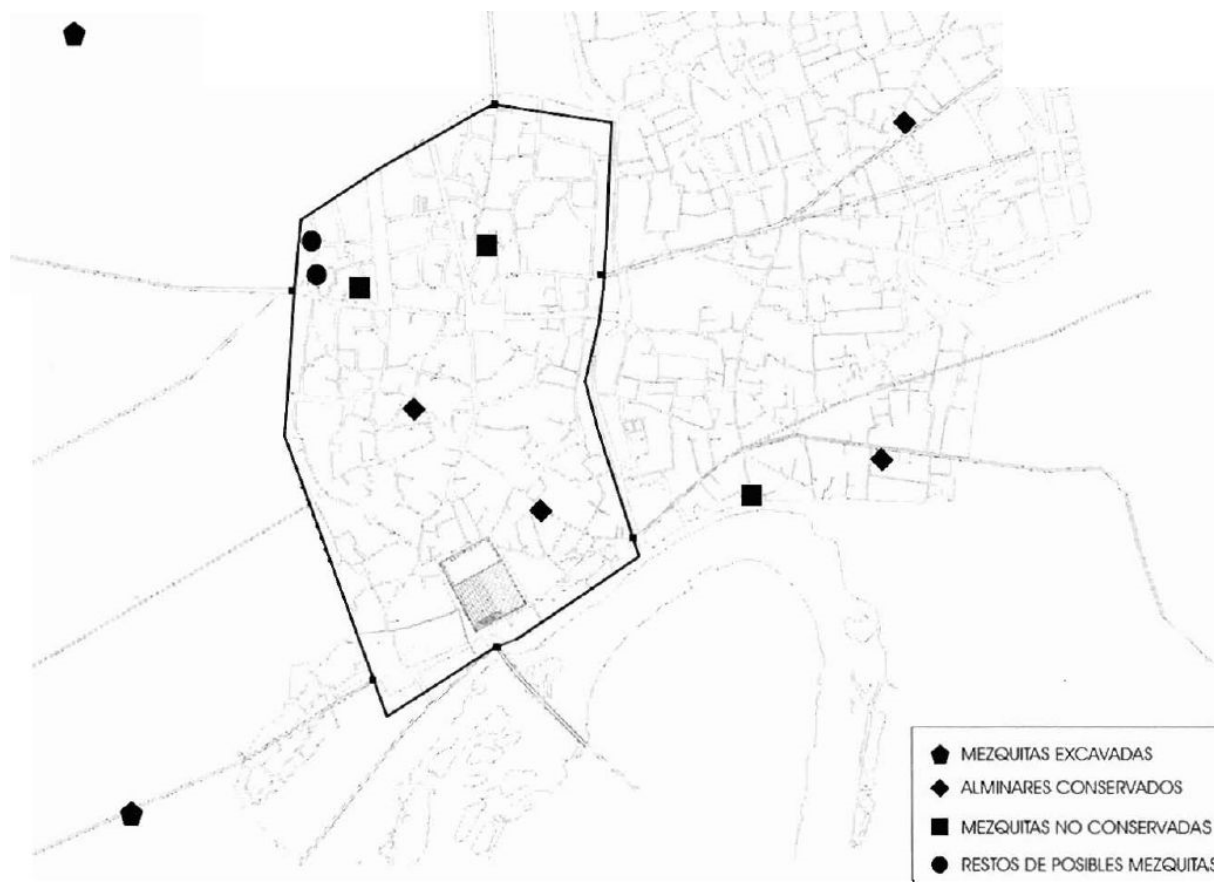 MEZQUITAS EXCAVADAS
ALMINARES CONSERVADOS
MEZQUITAS NO CONSERVADAS
RESTOS DE POSIBLES MEZQUITAS